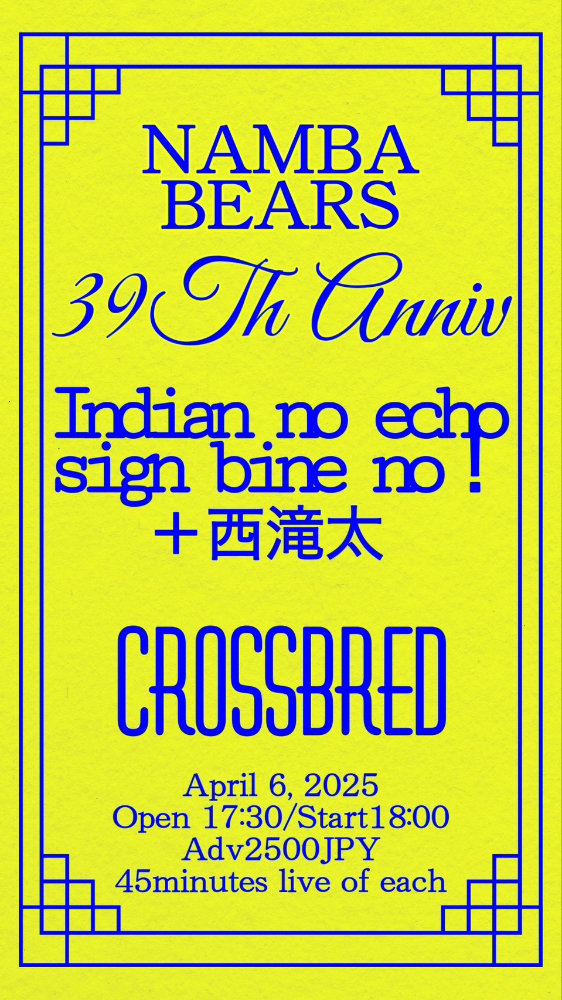 NAMBA
BEARS
39Th Anniv
Indian no echo
sign bine no!
＋西滝太
CROSSBRED
April 6, 2025
Open 17:30/Start18:00
Adv2500JPY
45minutes live of each